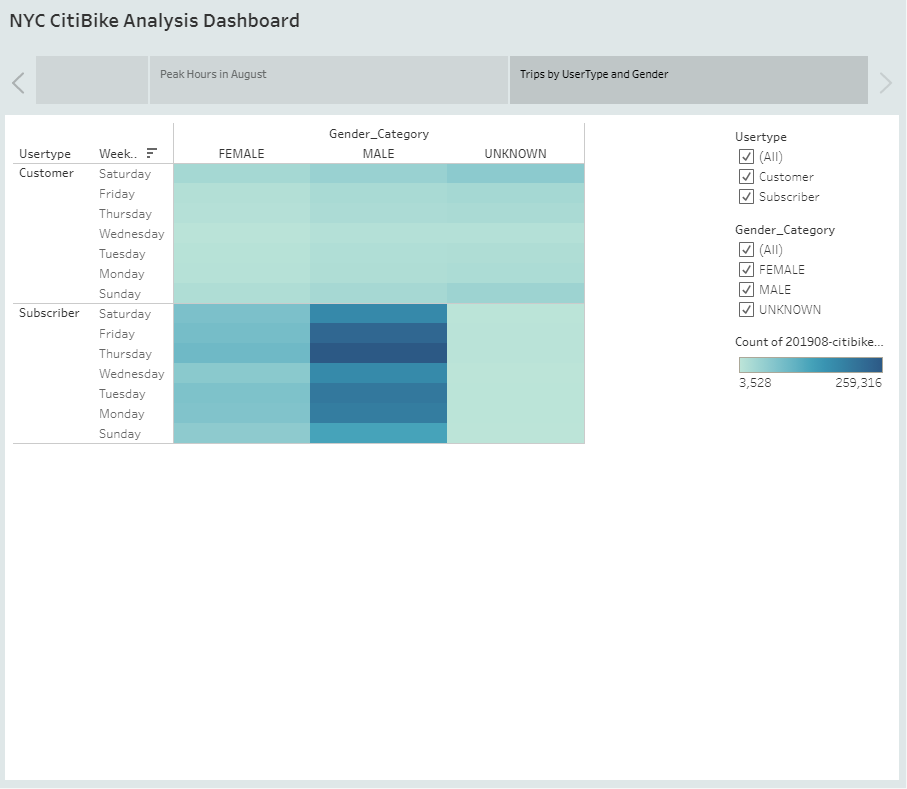 NYC CitiBike Analysis Dashboard
Peak Hours in August
Trips by UserType and Gender
Gender_Category
Usertype Week.. FEMALE MALE UNKNOWN
Customer Saturday
Friday
Thursday
Wednesday
Tuesday
Monday
Sunday
Subscriber Saturday
Friday
Thursday
Wednesday
Tuesday
Monday
Sunday
Usertype
(All)
Customer
Subscriber
Gender_Category
(All)
FEMALE
MALE
UNKNOWN
Count of 201908-citibike...
3,528 259,316